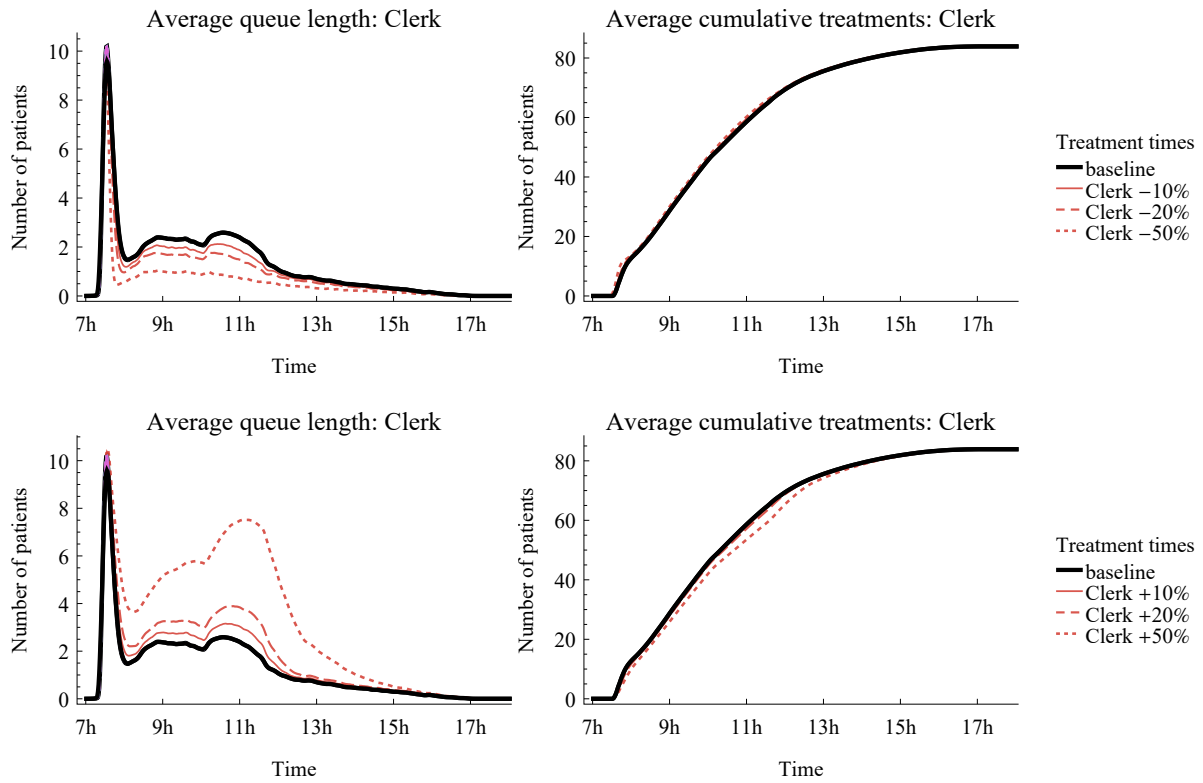 Average queue length: Clerk
Number of patients
10
8
6
4
2
0
7h 9h 11h 13h 15h 17h
Time
Average cumulative treatments: Clerk
Number of patients
80
60
40
20
0
7h 9h 11h 13h 15h 17h
Time
Treatment times
baseline
Clerk −10%
Clerk −20%
Clerk −50%
Average queue length: Clerk
Number of patients
10
8
6
4
2
0
7h 9h 11h 13h 15h 17h
Time
Average cumulative treatments: Clerk
Number of patients
80
60
40
20
0
7h 9h 11h 13h 15h 17h
Time
Treatment times
baseline
Clerk +10%
Clerk +20%
Clerk +50%